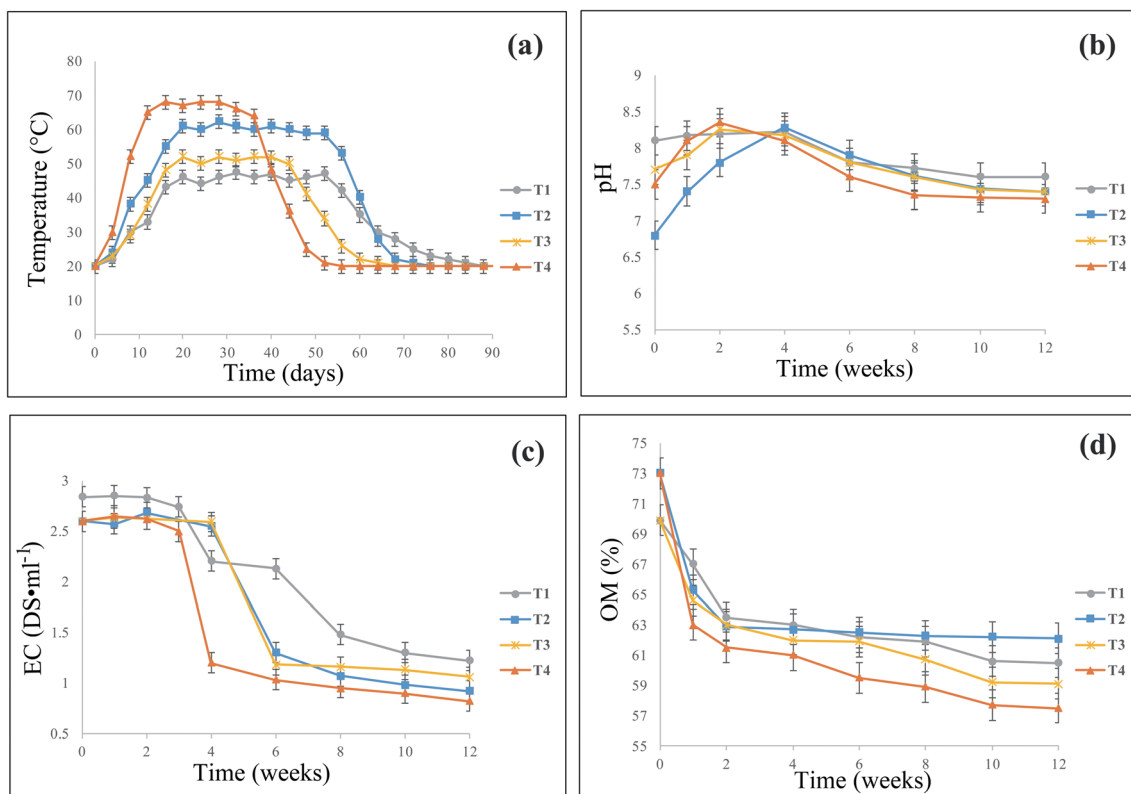 (a)
80
70
60
50
40
30
20
10
0
Temperature (°C)
0 10 20 30 40 50 60 70 80 90
Time (days)
T1
T2
T3
T4
(b)
9
8.5
8
7.5
7
6.5
6
5.5
pH
0 2 4 6 8 10 12
Time (weeks)
T1
T2
T3
T4
(c)
3
2.5
2
1.5
1
0.5
EC (DS•ml⁻¹)
0 2 4 6 8 10 12
Time (weeks)
T1
T2
T3
T4
(d)
75
73
71
69
67
65
63
61
59
57
55
OM (%)
0 2 4 6 8 10 12
Time (weeks)
T1
T2
T3
T4